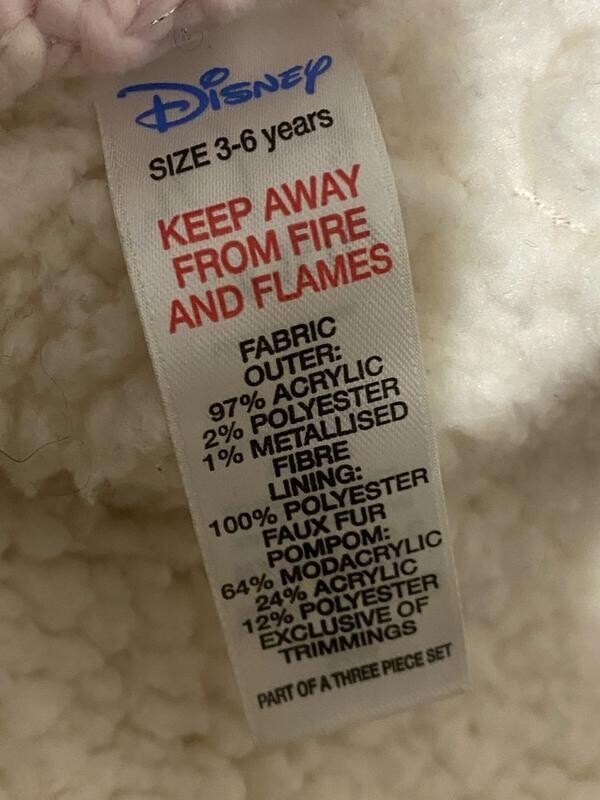 Disney
SIZE 3-6 years
KEEP AWAY
FROM FIRE
AND FLAMES
FABRIC
OUTER:
97% ACRYLIC
2% POLYESTER
1% METALLISED
FIBRE
LINING:
100% POLYESTER
FAUX FUR
POMPOM:
64% MODACRYLIC
24% ACRYLIC
12% POLYESTER
EXCLUSIVE OF
TRIMMINGS
PART OF A THREE PIECE SET